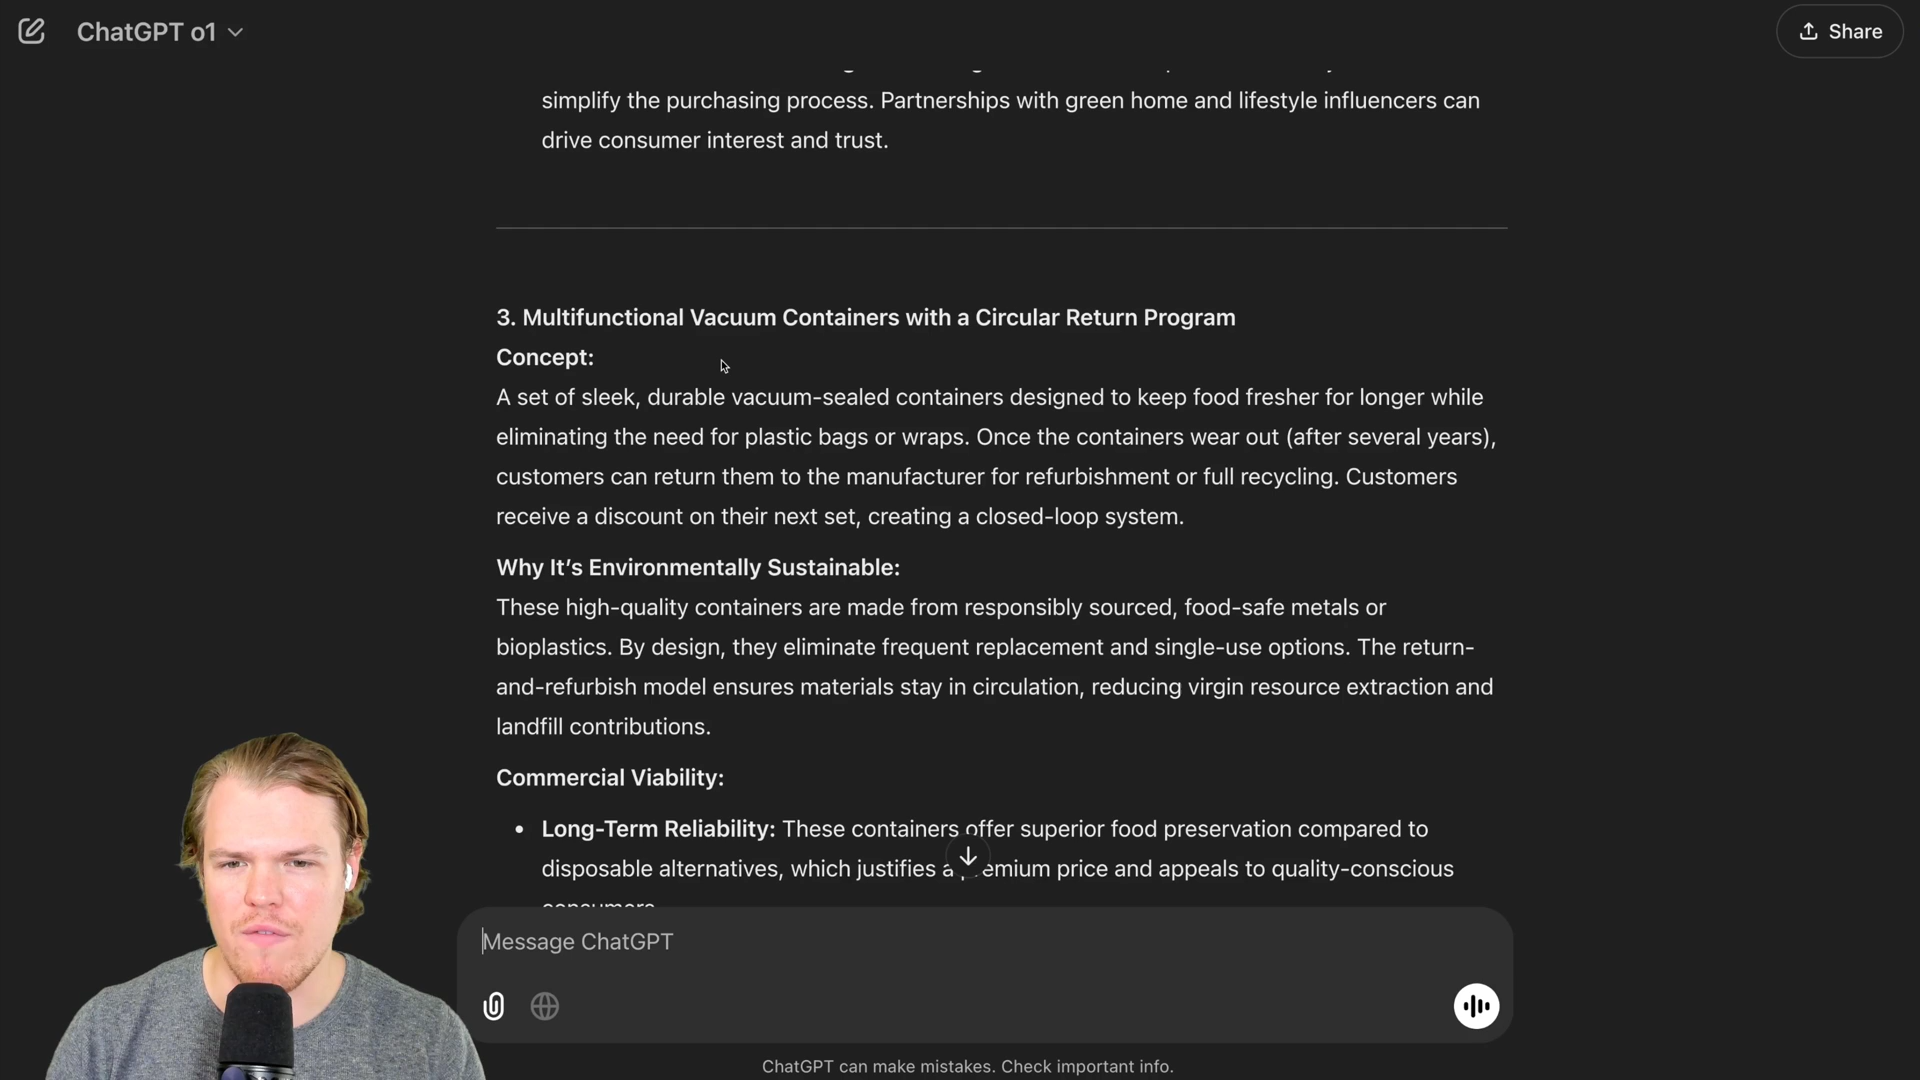 ChatGPT o1
Share
simplify the purchasing process. Partnerships with green home and lifestyle influencers can
drive consumer interest and trust.
3. Multifunctional Vacuum Containers with a Circular Return Program
Concept:
A set of sleek, durable vacuum-sealed containers designed to keep food fresher for longer while
eliminating the need for plastic bags or wraps. Once the containers wear out (after several years),
customers can return them to the manufacturer for refurbishment or full recycling. Customers
receive a discount on their next set, creating a closed-loop system.
Why It’s Environmentally Sustainable:
These high-quality containers are made from responsibly sourced, food-safe metals or
bioplastics. By design, they eliminate frequent replacement and single-use options. The return-
and-refurbish model ensures materials stay in circulation, reducing virgin resource extraction and
landfill contributions.
Commercial Viability:
• Long-Term Reliability: These containers offer superior food preservation compared to
disposable alternatives, which justifies a premium price and appeals to quality-conscious
consumers.
Message ChatGPT
ChatGPT can make mistakes. Check important info.